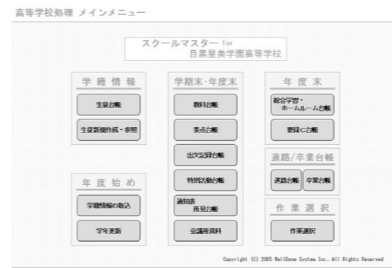 高等学校処理 メインメニュー
スクールマスター for
目黒星美学園高等学校
学籍情報
生徒台帳
生徒新規作成・参照
年度始め
学籍情報の取込
学年更新
学期末・年度末
教科台帳
素点台帳
出欠記録台帳
特別活動台帳
通知表
所見台帳
会議用資料
年度末
総合学習・
ホームルーム台帳
要録C台帳
進路/卒業台帳
進路台帳
卒業台帳
作業選択
作業選択
Copyright (C) 2005 WellDone System Inc. All Rights Reserved